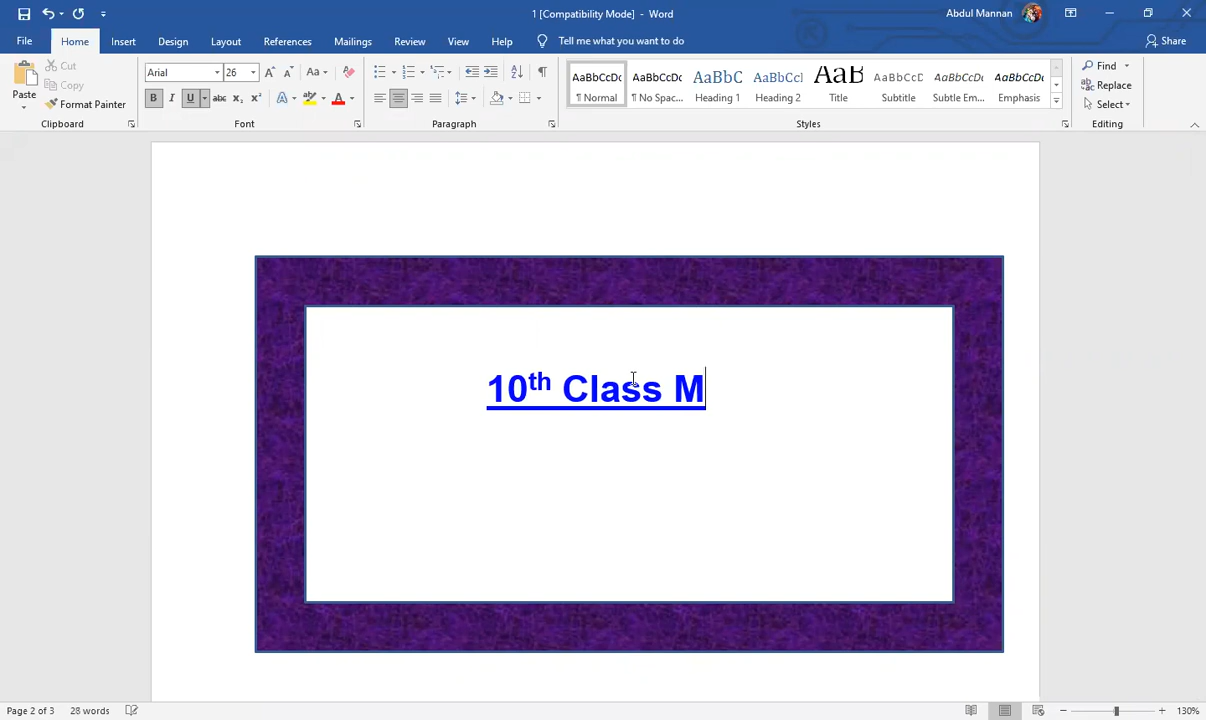 1 [Compatibility Mode] - Word
Abdul Mannan
File Home Insert Design Layout References Mailings Review View Help Tell me what you want to do
Share
Paste
Cut
Copy
Format Painter
Clipboard
Arial 26
Font
Paragraph
AaBbCcDc
¶ Normal
AaBbCcDc
¶ No Spac...
AaBbC
Heading 1
AaBbCcl
Heading 2
AaB
Title
AaBbCcD
Subtitle
AaBbCcDc
Subtle Em...
AaBbCcDc
Emphasis
Styles
Find
Replace
Select
Editing
10th Class M
Page 2 of 3 28 words
130%